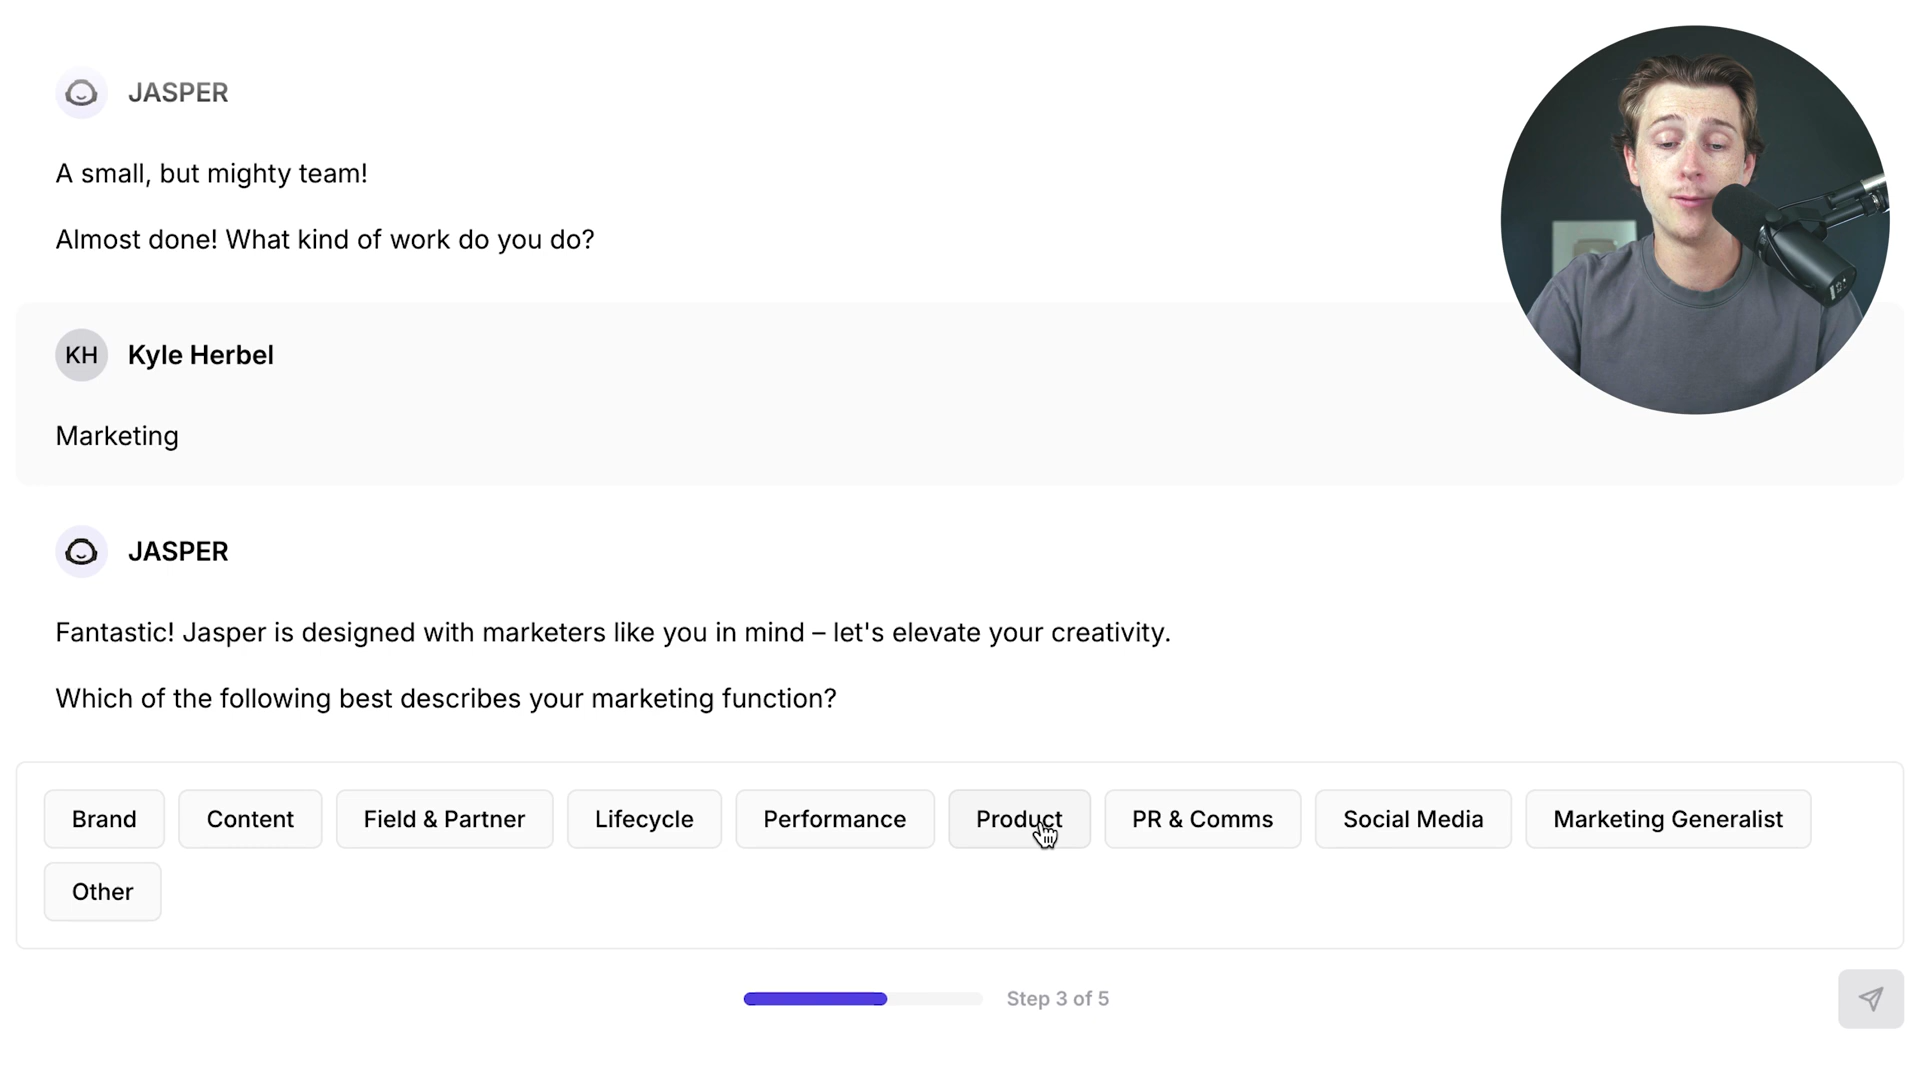 JASPER
A small, but mighty team!
Almost done! What kind of work do you do?
KH Kyle Herbel
Marketing
JASPER
Fantastic! Jasper is designed with marketers like you in mind – let's elevate your creativity.
Which of the following best describes your marketing function?
Brand Content Field & Partner Lifecycle Performance Product PR & Comms Social Media Marketing Generalist
Other
Step 3 of 5